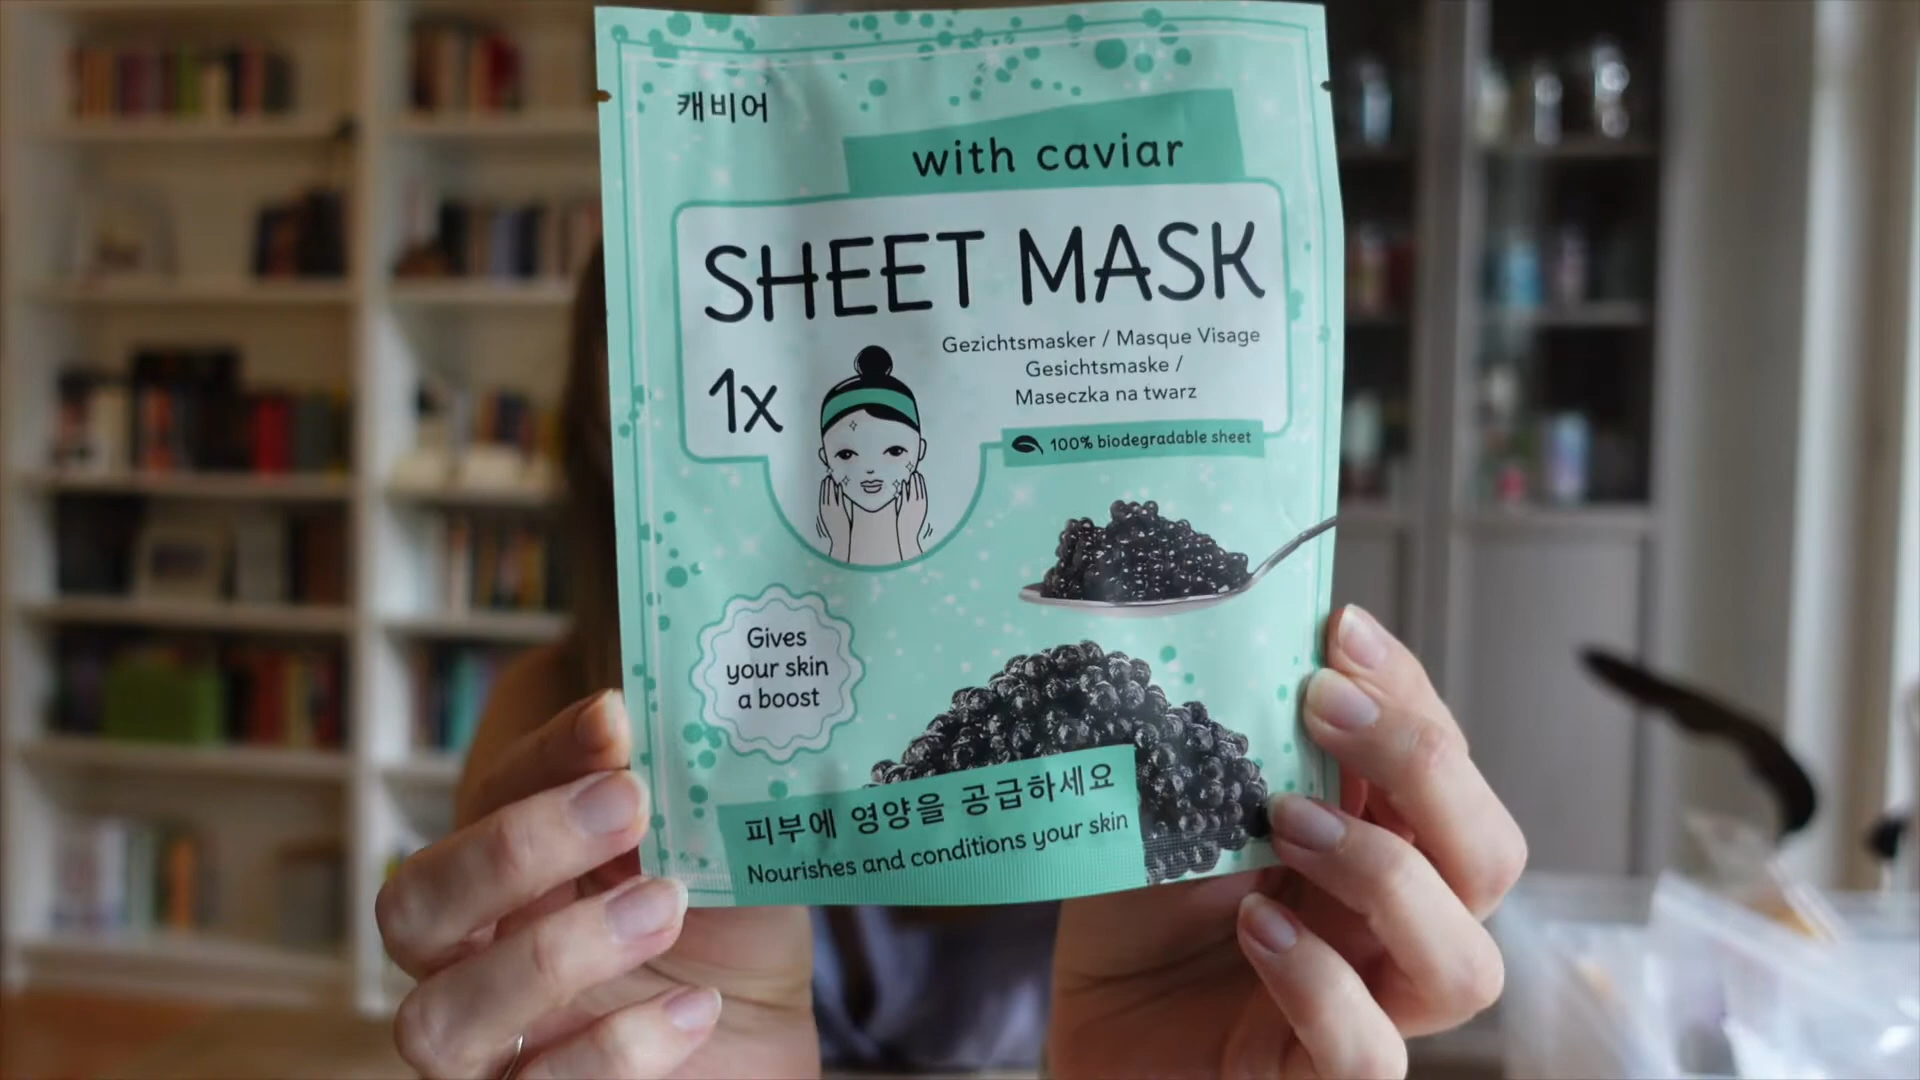 캐비어
with caviar
SHEET MASK
1x
Gezichtsmasker / Masque Visage
Gesichtsmaske /
Maseczka na twarz
100% biodegradable sheet
Gives
your skin
a boost
피부에 영양을 공급하세요
Nourishes and conditions your skin